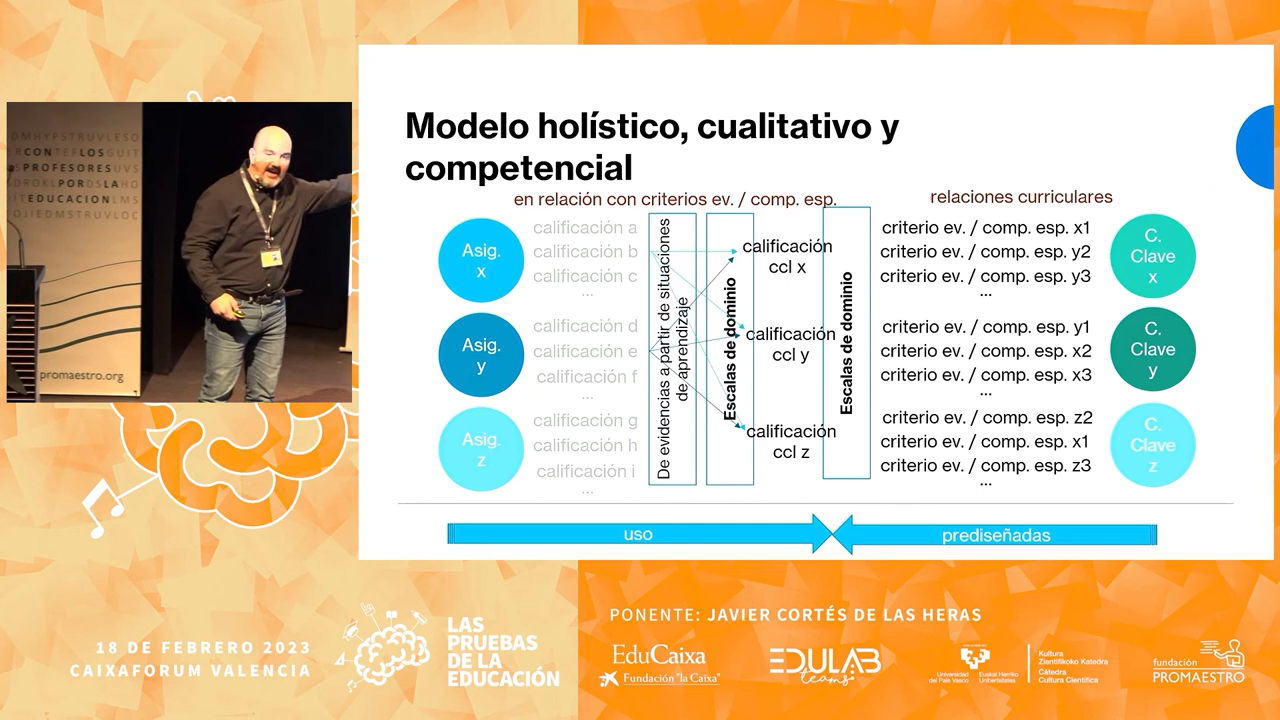 DMHYPSTRUVLESO
RCONTEFLOSGUIT
SPROFESORESUVS
DROXLPORDSLAHO
ITEDUCACIONLMS
OJIEDMSTRUVLOC
promaestro.org
Modelo holístico, cualitativo y
competencial
en relación con criterios ev. / comp. esp.
relaciones curriculares
Asig.
x
calificación a
calificación b
calificación c
...
Asig.
y
calificación d
calificación e
calificación f
...
Asig.
z
calificación g
calificación h
calificación i
...
De evidencias a partir de situaciones
de aprendizaje
Escalas de dominio
calificación
ccl x
calificación
ccl y
calificación
ccl z
Escalas de dominio
criterio ev. / comp. esp. x1
criterio ev. / comp. esp. y2
criterio ev. / comp. esp. y3
...
criterio ev. / comp. esp. y1
criterio ev. / comp. esp. x2
criterio ev. / comp. esp. x3
...
criterio ev. / comp. esp. z2
criterio ev. / comp. esp. x1
criterio ev. / comp. esp. z3
...
C.
Clave
x
C.
Clave
y
C.
Clave
z
uso
prediseñadas
18 DE FEBRERO 2023
CAIXAFORUM VALENCIA
LAS
PRUEBAS
DE LA
EDUCACIÓN
PONENTE: JAVIER CORTÉS DE LAS HERAS
EduCaixa
Fundación "la Caixa"
EDULAB
teams
Universidad
del País Vasco
Euskal Herriko
Unibertsitatea
Kultura
Zientifikoko Katedra
Cátedra
Cultura Científica
fundación
PROMAESTRO